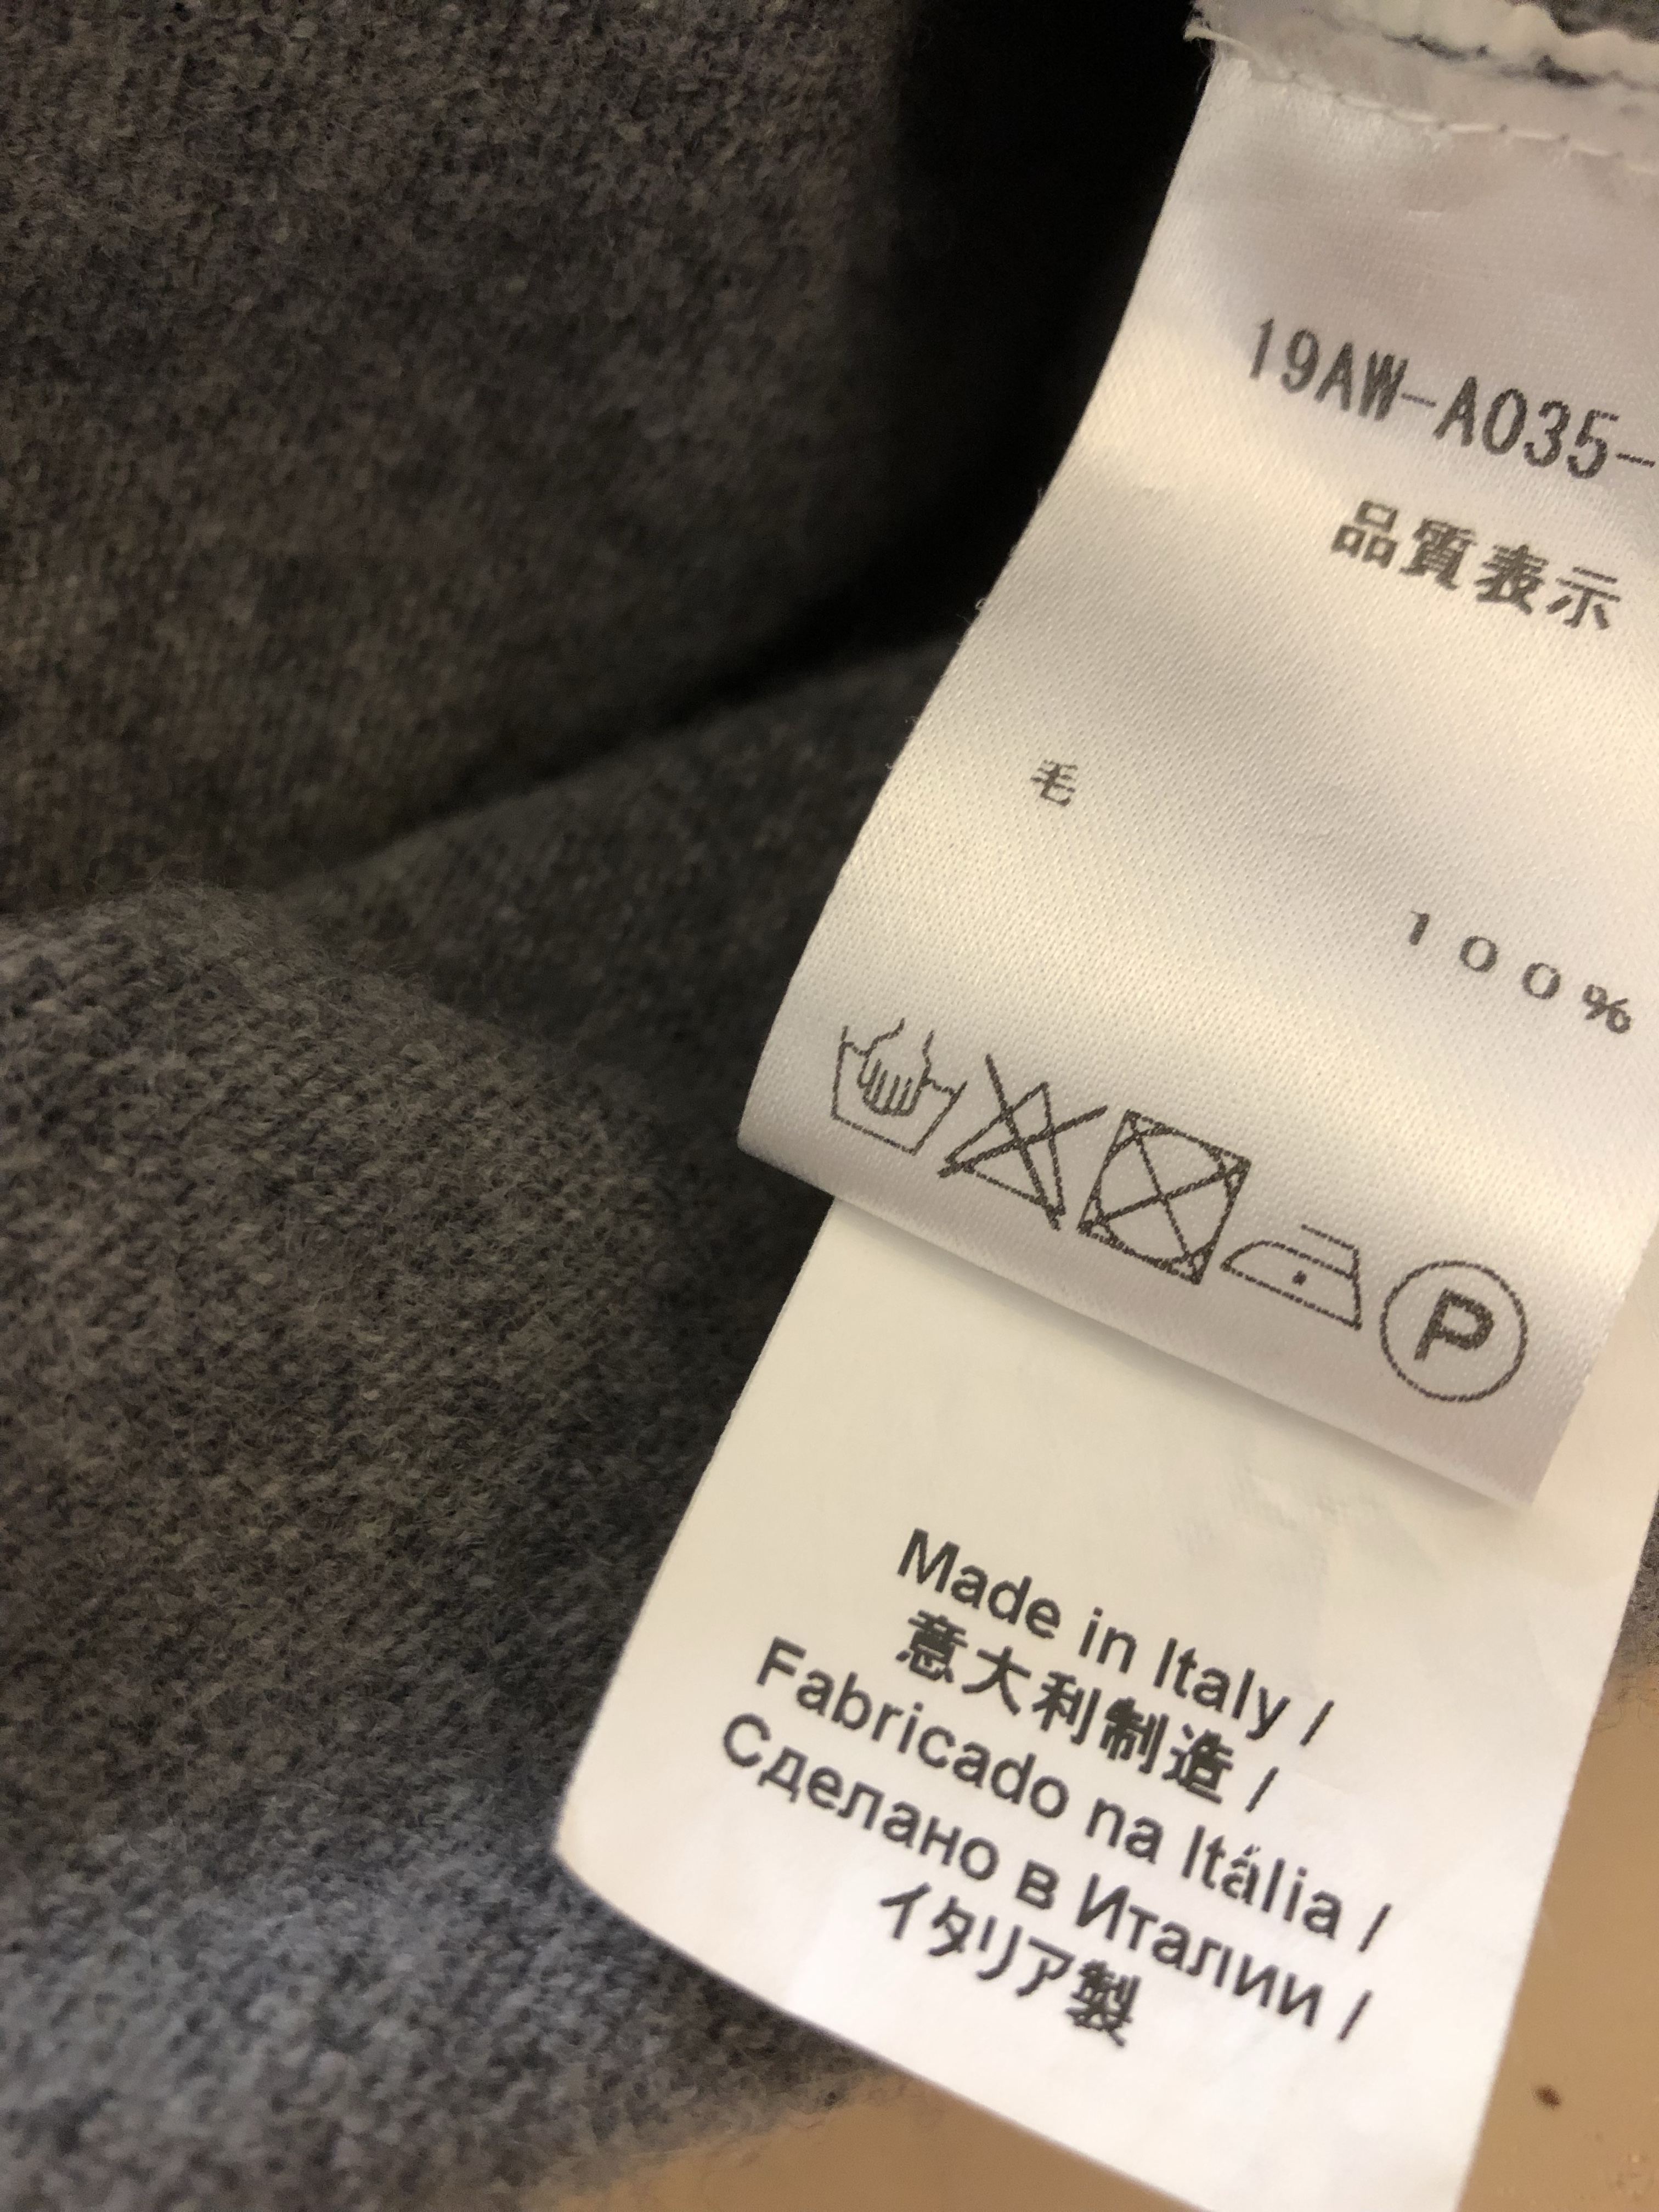 19AW-A035-
品質表示
毛
100%
P
Made in Italy /
意大利制造 /
Fabricado na Itália /
Сделано в Италии /
イタリア製